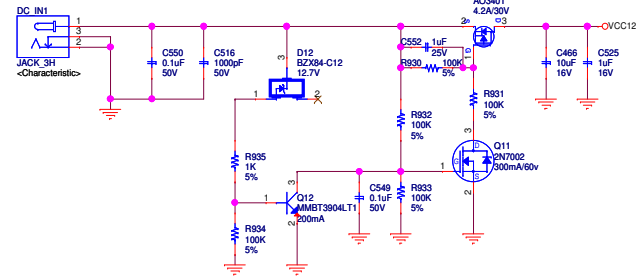 DC_IN1
1
3
2
JACK_3H
<Characteristic>
C550
0.1uF
50V
C516
1000pF
50V
D12
BZX84-C12
12.7V
3
1
2
AO3401
4.2A/30V
2
S
D
3
G
1
C552
1uF
25V
R930
100K
5%
VCC12
C466
10uF
16V
C525
1uF
16V
R931
100K
5%
R932
100K
5%
3
D
Q11
2N7002
300mA/60v
1
G
S
2
R935
1K
5%
3
Q12
MMBT3904LT1
200mA
1
2
C549
0.1uF
50V
R933
100K
5%
R934
100K
5%